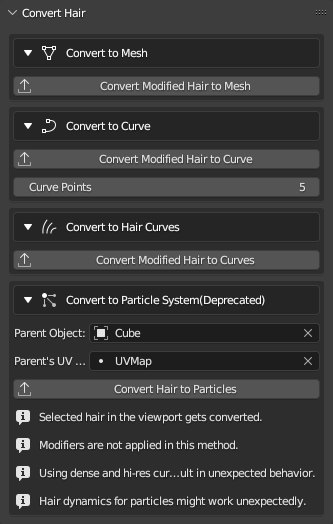 Convert Hair
Convert to Mesh
Convert Modified Hair to Mesh
Convert to Curve
Convert Modified Hair to Curve
Curve Points 5
Convert to Hair Curves
Convert Modified Hair to Curves
Convert to Particle System(Deprecated)
Parent Object: Cube
Parent's UV ... UVMap
Convert Hair to Particles
Selected hair in the viewport gets converted.
Modifiers are not applied in this method.
Using dense and hi-res cur...ult in unexpected behavior.
Hair dynamics for particles might work unexpectedly.